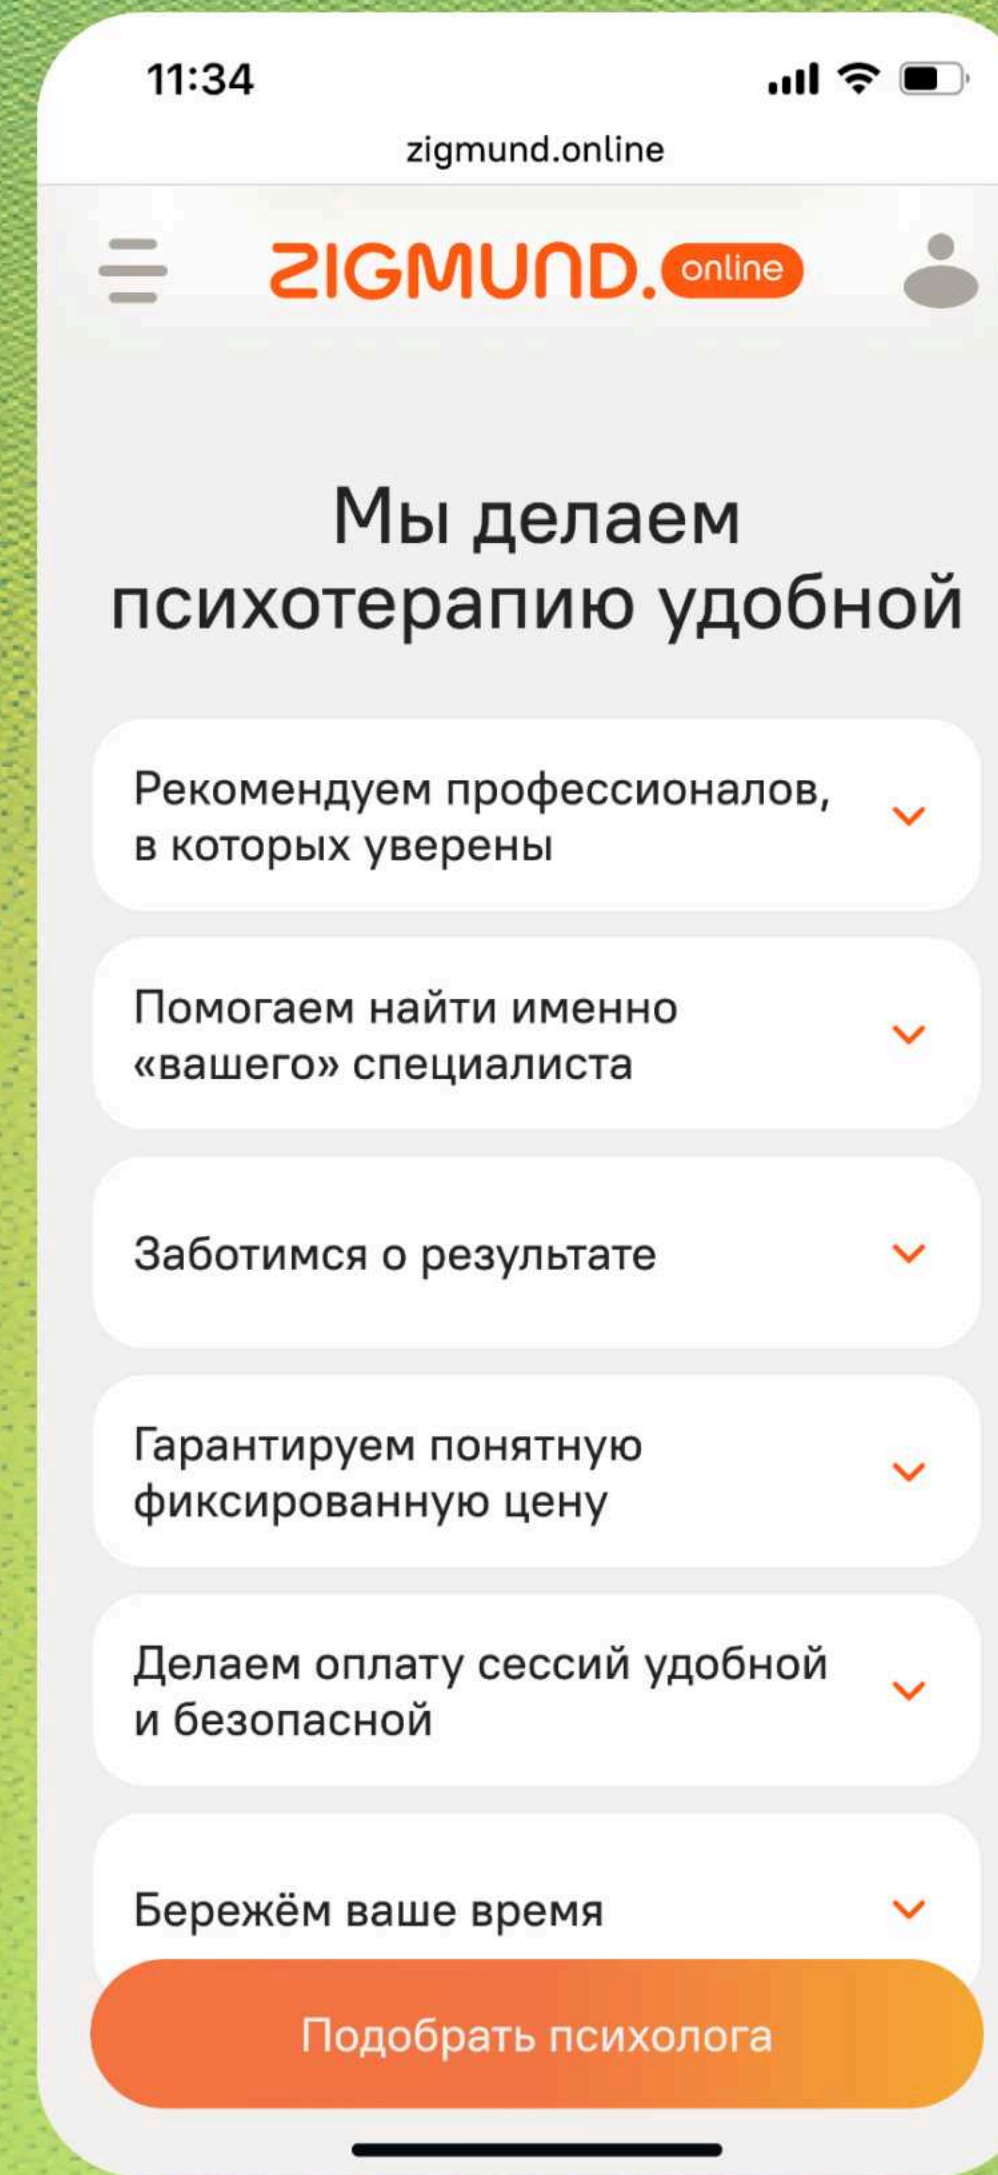 11:34
zigmund.online
ZIGMUND. online
Мы делаем
психотерапию удобной
Рекомендуем профессионалов,
в которых уверены
Помогаем найти именно
«вашего» специалиста
Заботимся о результате
Гарантируем понятную
фиксированную цену
Делаем оплату сессий удобной
и безопасной
Бережём ваше время
Подобрать психолога